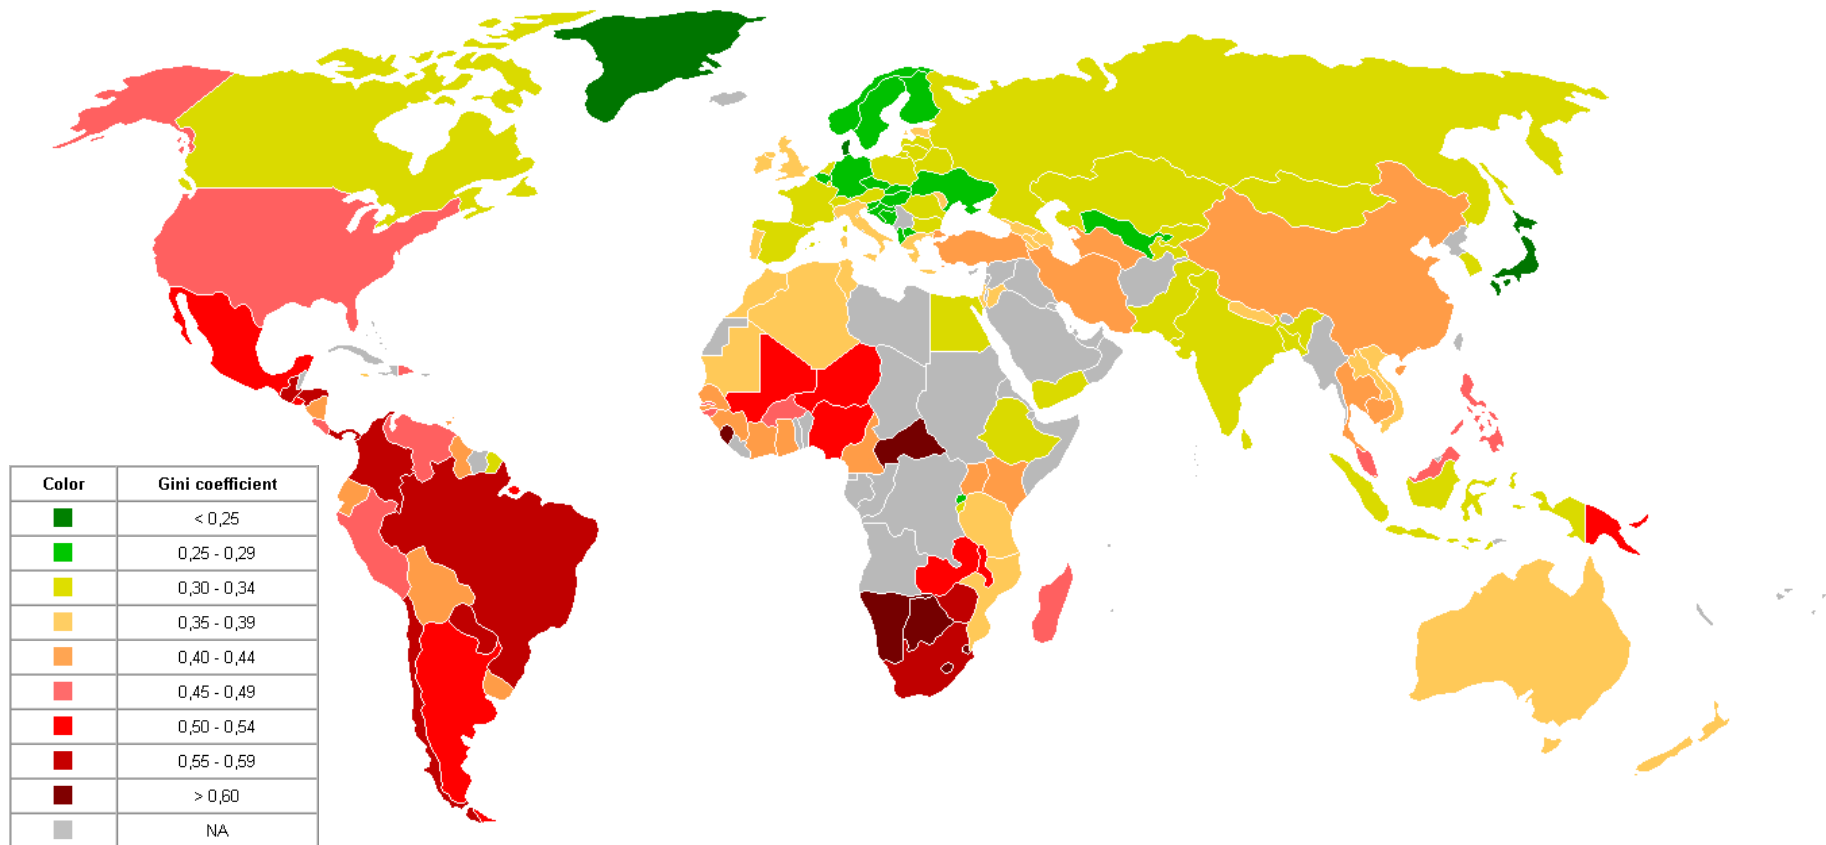 Color Gini coefficient
< 0,25
0,25 - 0,29
0,30 - 0,34
0,35 - 0,39
0,40 - 0,44
0,45 - 0,49
0,50 - 0,54
0,55 - 0,59
> 0,60
NA